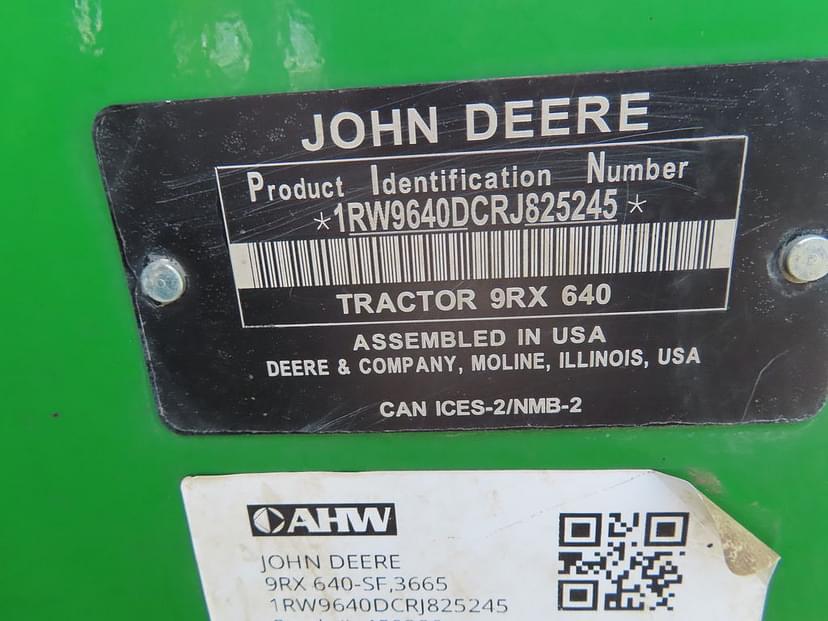 JOHN DEERE
Product Identification Number
*1RW9640DCRJ825245*
TRACTOR 9RX 640
ASSEMBLED IN USA
DEERE & COMPANY, MOLINE, ILLINOIS, USA
CAN ICES-2/NMB-2
AHW
JOHN DEERE
9RX 640-SF,3665
1RW9640DCRJ825245